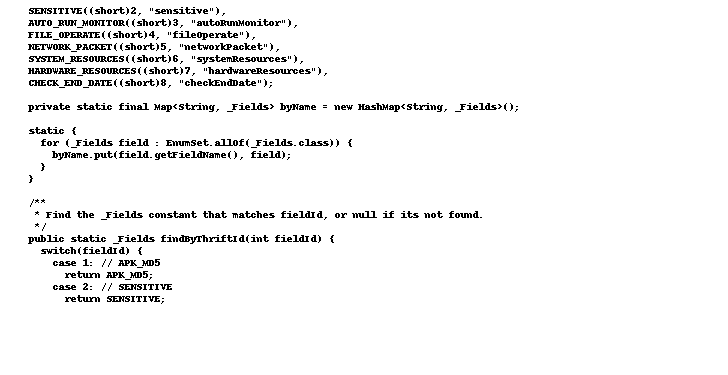 SENSITIVE((short)2, "sensitive"),
AUTO_RUN_MONITOR((short)3, "autoRunMonitor"),
FILE_OPERATE((short)4, "fileOperate"),
NETWORK_PACKET((short)5, "networkPacket"),
SYSTEM_RESOURCES((short)6, "systemResources"),
HARDWARE_RESOURCES((short)7, "hardwareResources"),
CHECK_END_DATE((short)8, "checkEndDate");
private static final Map<String, _Fields> byName = new HashMap<String, _Fields>();
static {
for (_Fields field : EnumSet.allOf(_Fields.class)) {
byName.put(field.getFieldName(), field);
}
}
/**
* Find the _Fields constant that matches fieldId, or null if its not found.
*/
public static _Fields findByThriftId(int fieldId) {
switch(fieldId) {
case 1: // APK_MD5
return APK_MD5;
case 2: // SENSITIVE
return SENSITIVE;